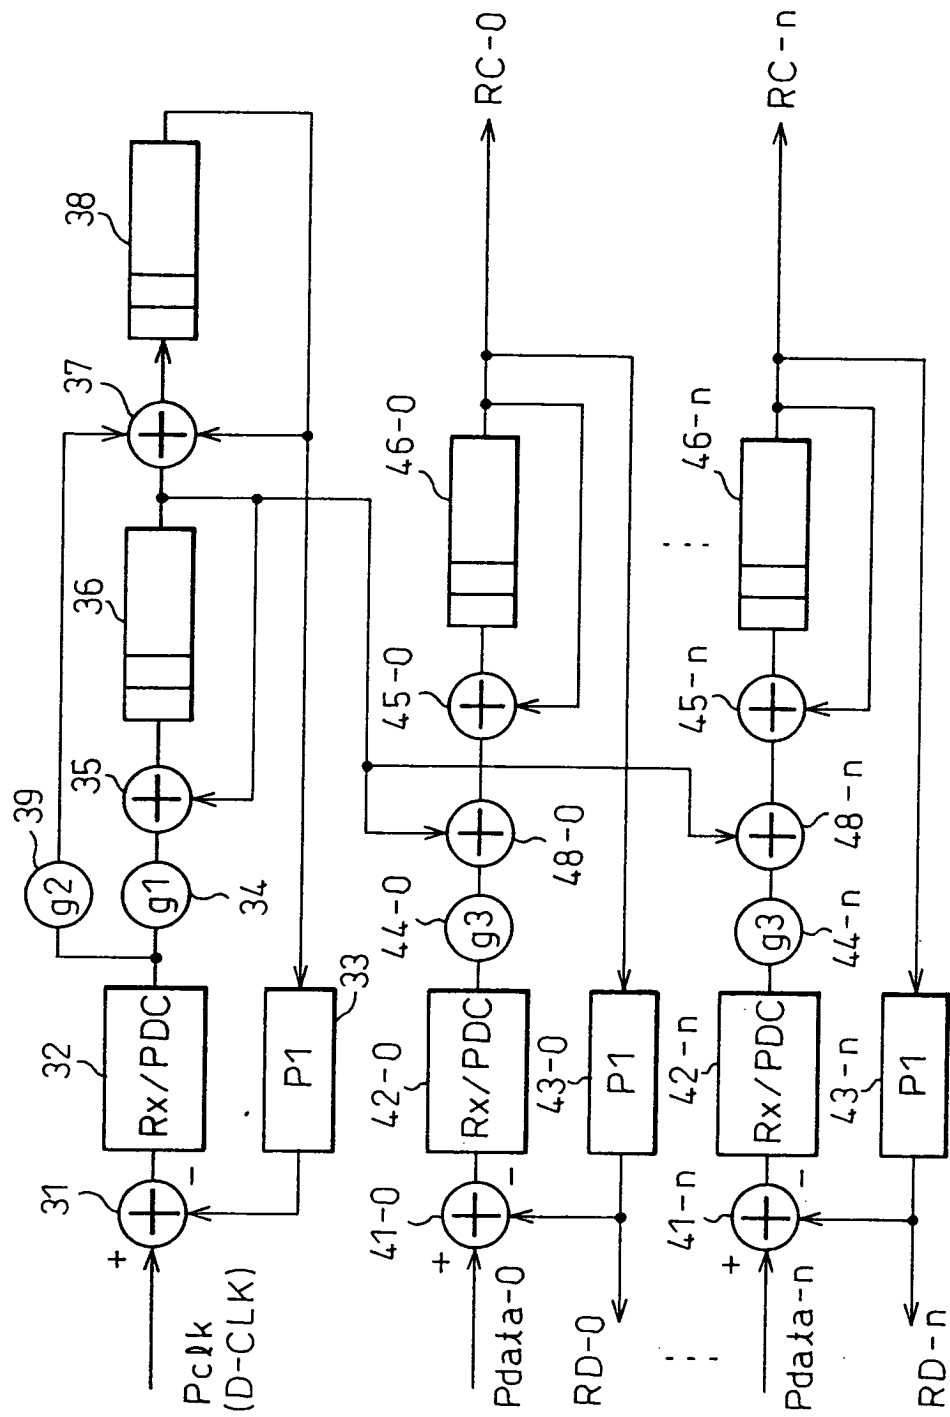 39
g2
35
36
37
38
31
32
Rx/PDC
g1
34
+
-
Pclk
(D-CLK)
P1
33
44-0
45-0
46-0
RC-0
41-0
42-0
Rx/PDC
g3
48-0
+
-
Pdata-0
43-0
P1
RD-0
44-n
45-n
46-n
RC-n
41-n
42-n
Rx/PDC
g3
48-n
+
-
Pdata-n
43-n
P1
RD-n